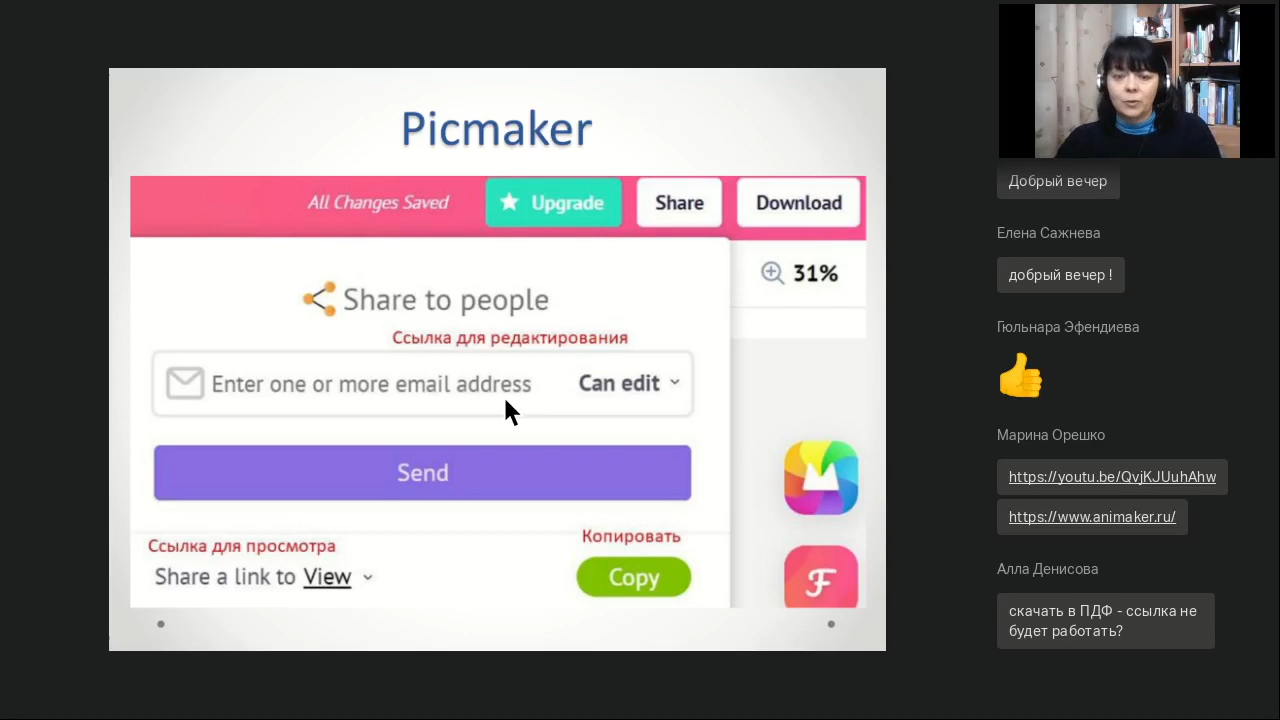 Picmaker
All Changes Saved
Upgrade
Share
Download
31%
Share to people
Ссылка для редактирования
Enter one or more email address
Can edit
Send
Ссылка для просмотра
Копировать
Share a link to View
Copy
Добрый вечер
Елена Сажнева
добрый вечер !
Гюльнара Эфендиева
Марина Орешко
https://youtu.be/QvjKJUuhAhw
https://www.animaker.ru/
Алла Денисова
скачать в ПДФ - ссылка не
будет работать?